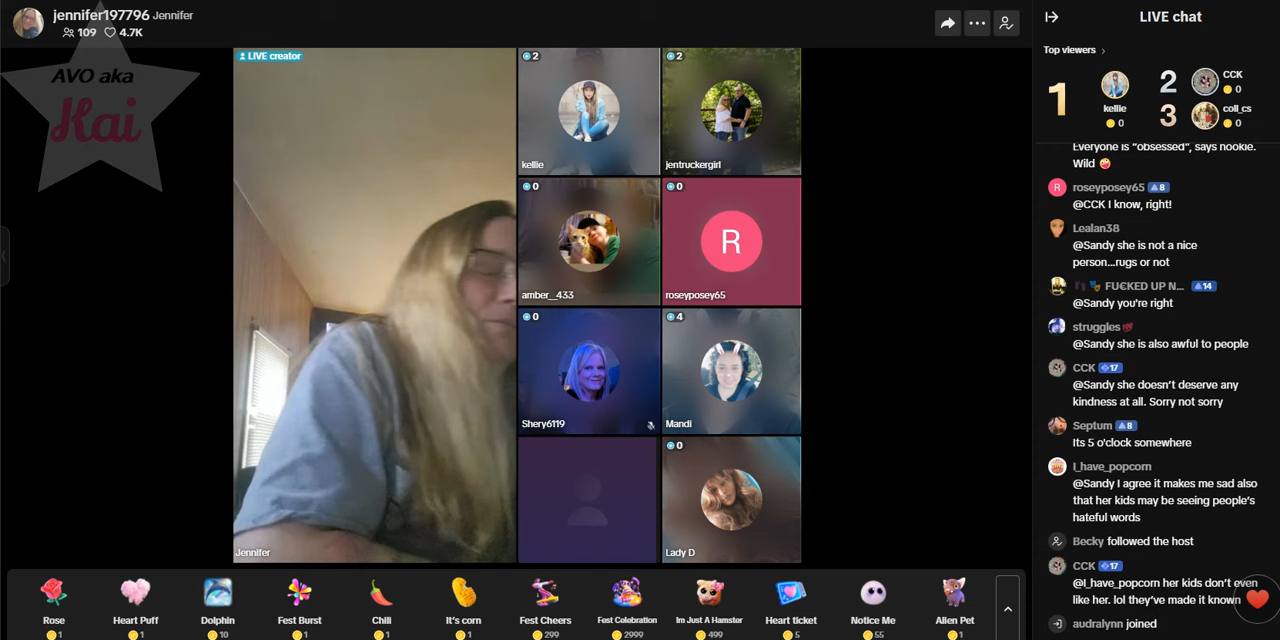 jennifer197796 Jennifer
109 4.7K
AVO aka
Kai
LIVE creator
Jennifer
2
kellie
2
jentruckergirl
0
amber__433
0
R
roseyposey65
0
Shery6119
4
Mandi
0
Lady D
Rose
1
Heart Puff
1
Dolphin
10
Fest Burst
1
Chili
1
It's corn
1
Fest Cheers
299
Fest Celebration
2999
Im Just A Hamster
499
Heart ticket
5
Notice Me
55
Alien Pet
1
LIVE chat
Top viewers
1
kellie
0
2
CCK
0
3
coli_cs
0
Everyone is "obsessed", says hookie.
Wild
R roseyposey65 8
@CCK I know, right!
Lealan38
@Sandy she is not a nice
person...rugs or not
FU€KED UP N... 14
@Sandy you're right
struggles
@Sandy she is also awful to people
CCK 17
@Sandy she doesn't deserve any
kindness at all. Sorry not sorry
Septum 8
Its 5 o'clock somewhere
I_have_popcorn
@Sandy I agree it makes me sad also
that her kids may be seeing people's
hateful words
Becky followed the host
CCK 17
@I_have_popcorn her kids don't even
like her. lol they've made it known
audralynn joined